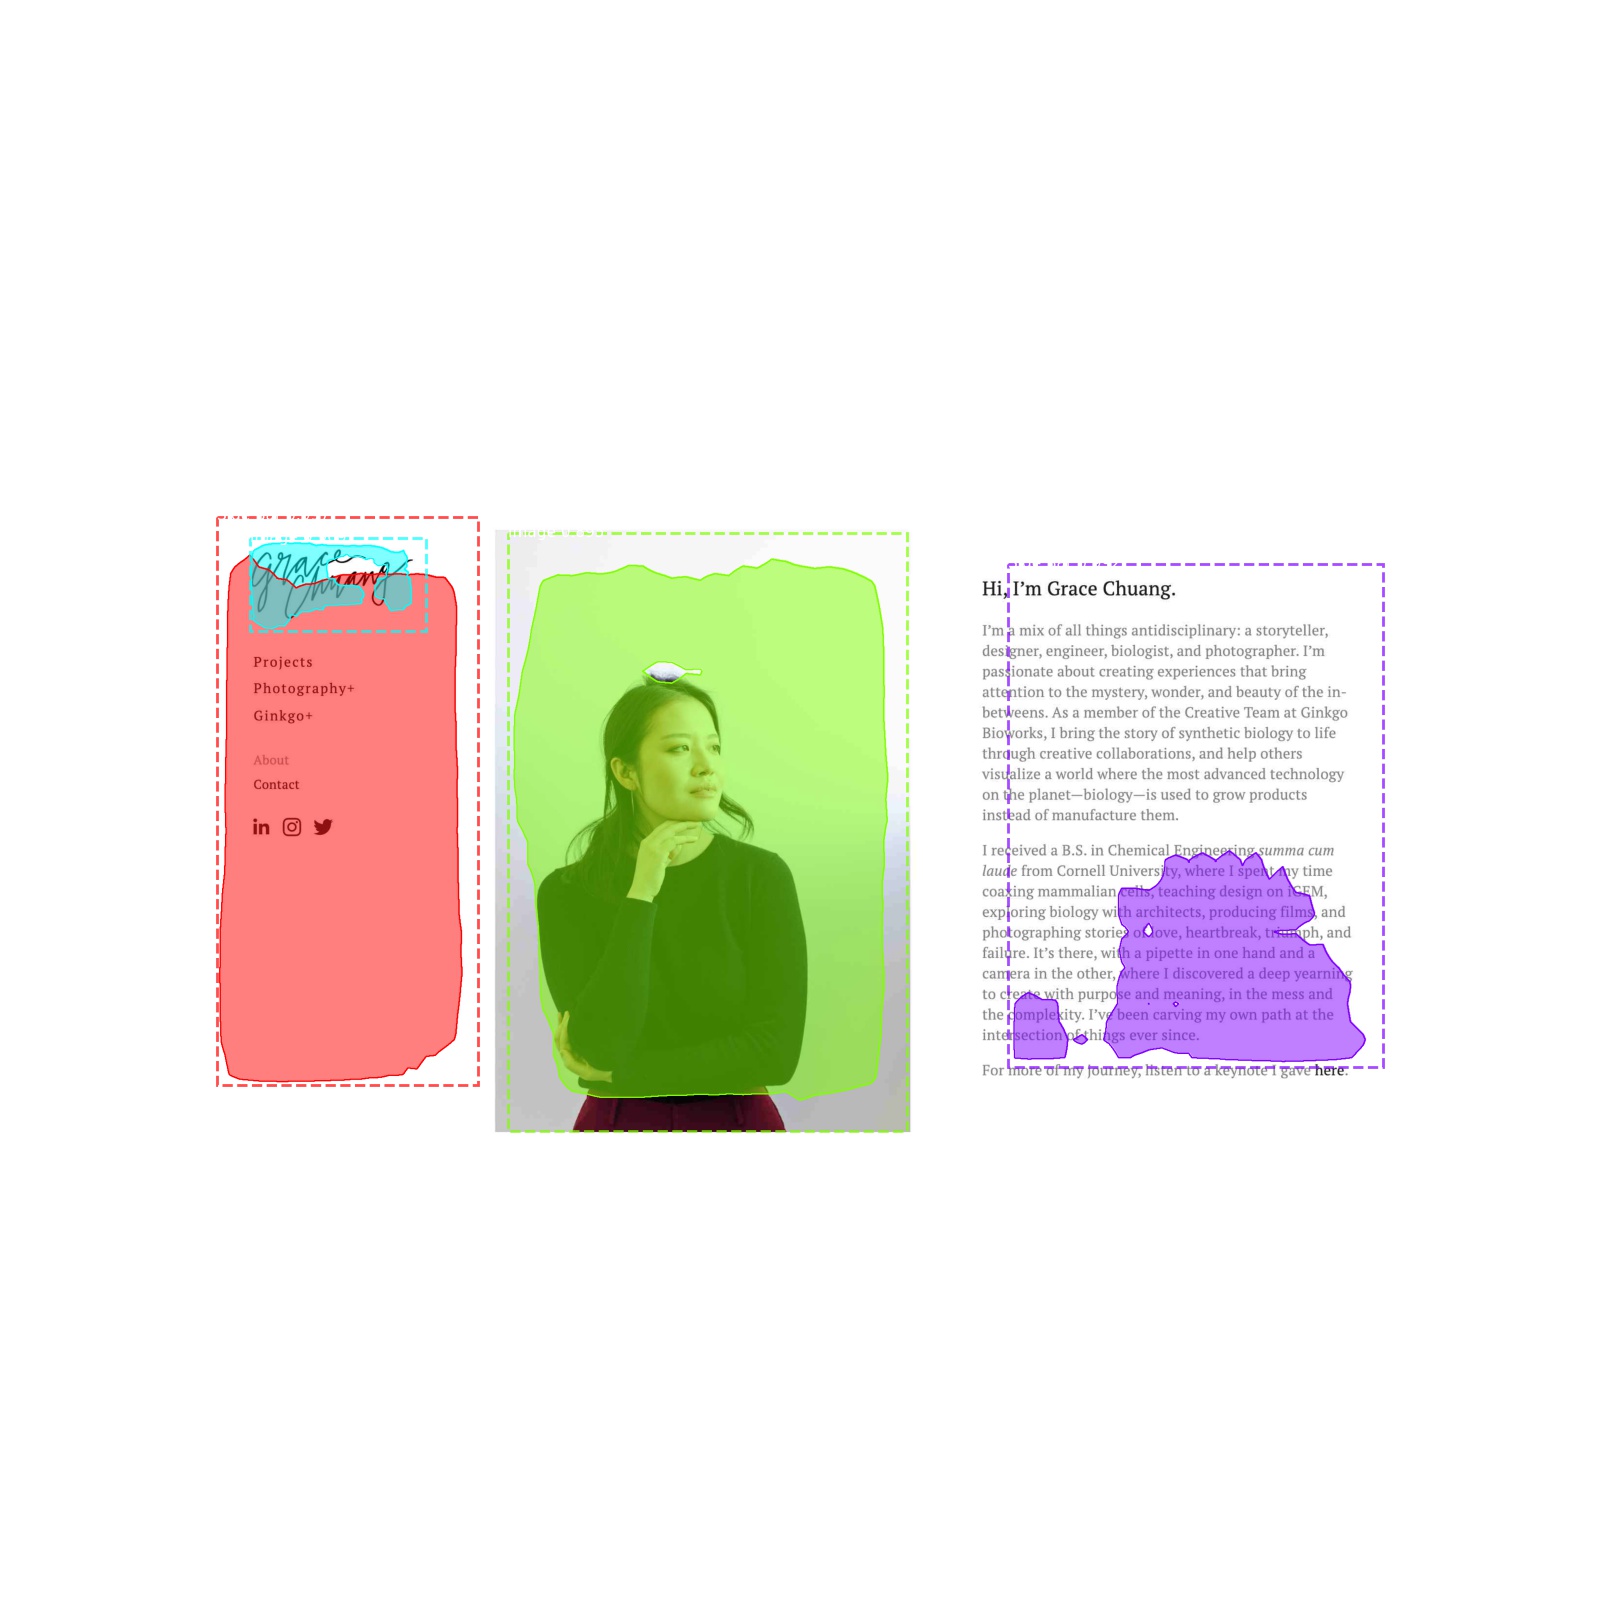 grace
Chuang
Projects
Photography+
Ginkgo+
About
Contact
in
Hi, I’m Grace Chuang.
I’m a mix of all things antidisciplinary: a storyteller,
designer, engineer, biologist, and photographer. I’m
passionate about creating experiences that bring
attention to the mystery, wonder, and beauty of the in-
betweens. As a member of the Creative Team at Ginkgo
Bioworks, I bring the story of synthetic biology to life
through creative collaborations, and help others
visualize a world where the most advanced technology
on the planet—biology—is used to grow products
instead of manufacture them.
I received a B.S. in Chemical Engineering summa cum
laude from Cornell University, where I spent my time
coaxing mammalian cells, teaching design on iGEM,
exploring biology with architects, producing films, and
photographing stories of love, heartbreak, triumph, and
failure. It’s there, with a pipette in one hand and a
camera in the other, where I discovered a deep yearning
to create with purpose and meaning, in the mess and
the complexity. I’ve been carving my own path at the
intersection of things ever since.
For more of my journey, listen to a keynote I gave here.